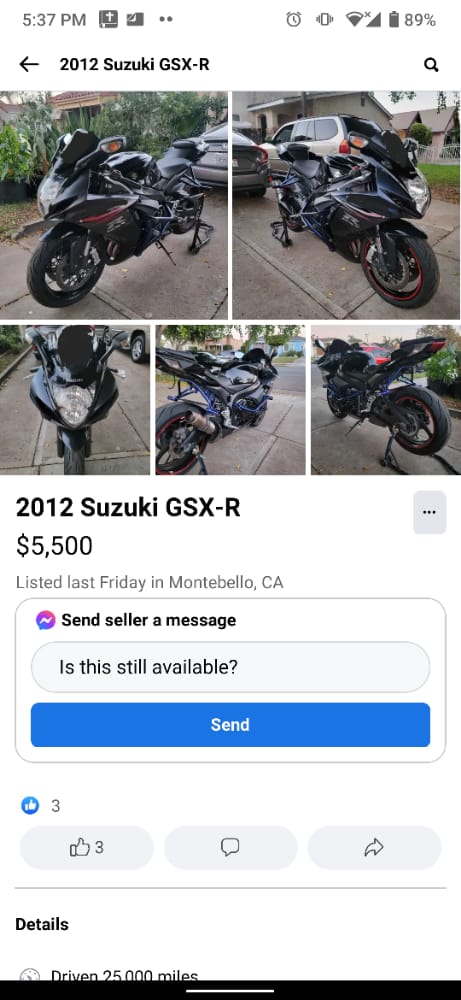 5:37 PM
89%
2012 Suzuki GSX-R
2012 Suzuki GSX-R
$5,500
Listed last Friday in Montebello, CA
Send seller a message
Is this still available?
Send
3
3
Details
Driven 25,000 miles